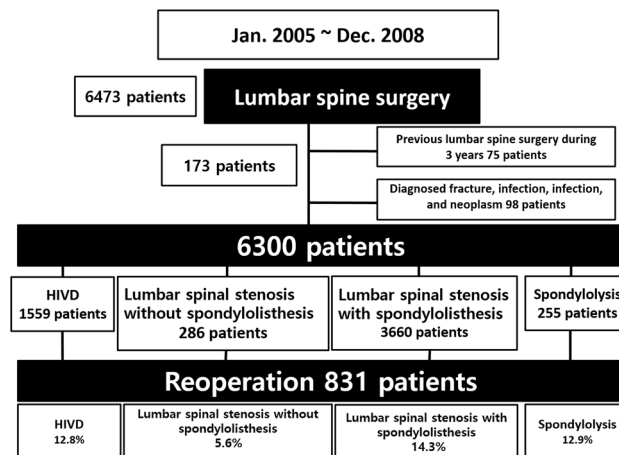 Jan. 2005 ~ Dec. 2008
6473 patients
Lumbar spine surgery
Previous lumbar spine surgery during
3 years 75 patients
173 patients
Diagnosed fracture, infection, infection,
and neoplasm 98 patients
6300 patients
HIVD
1559 patients
Lumbar spinal stenosis
without spondylolisthesis
286 patients
Lumbar spinal stenosis
with spondylolisthesis
3660 patients
Spondylolysis
255 patients
Reoperation 831 patients
HIVD
12.8%
Lumbar spinal stenosis without
spondylolisthesis
5.6%
Lumbar spinal stenosis with
spondylolisthesis
14.3%
Spondylolysis
12.9%